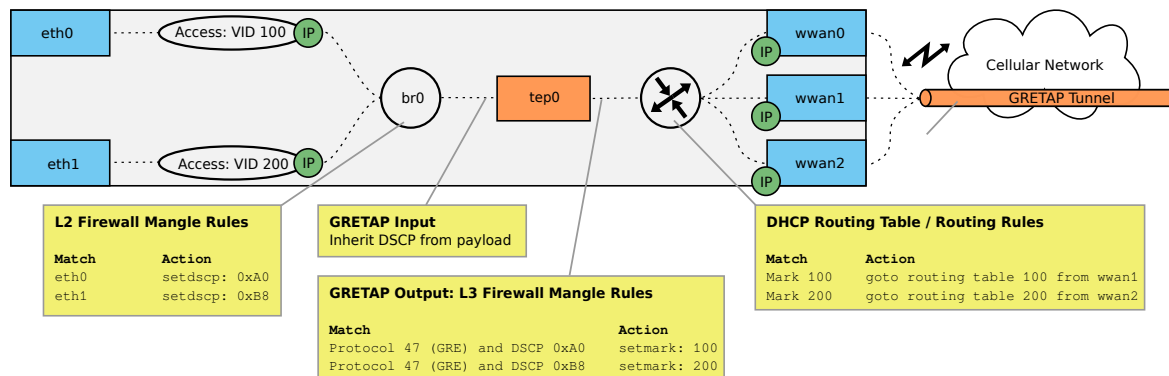 eth0
Access: VID 100
IP
wwan0
IP
Cellular Network
br0
tep0
wwan1
IP
GRETAP Tunnel
eth1
Access: VID 200
IP
wwan2
IP
L2 Firewall Mangle Rules
Match Action
eth0 setdscp: 0xA0
eth1 setdscp: 0xB8
GRETAP Input
Inherit DSCP from payload
GRETAP Output: L3 Firewall Mangle Rules
Match Action
Protocol 47 (GRE) and DSCP 0xA0 setmark: 100
Protocol 47 (GRE) and DSCP 0xB8 setmark: 200
DHCP Routing Table / Routing Rules
Match Action
Mark 100 goto routing table 100 from wwan1
Mark 200 goto routing table 200 from wwan2